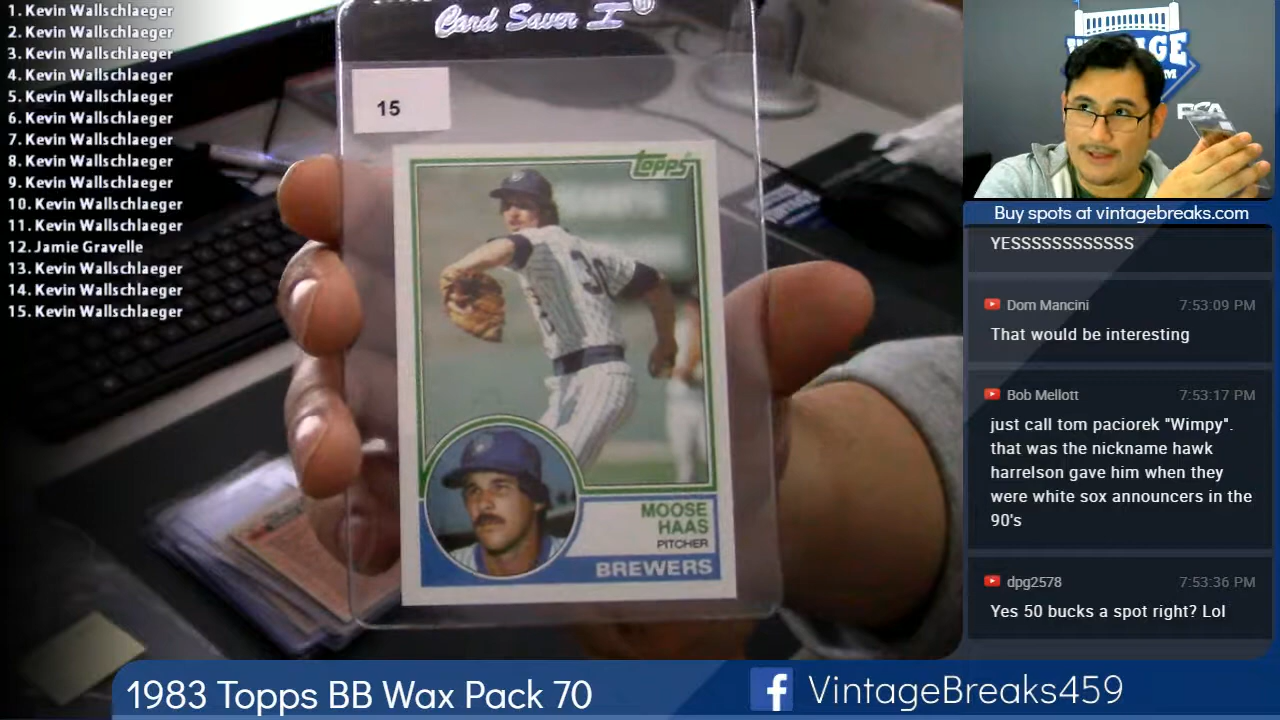 1. Kevin Wallschlaeger
2. Kevin Wallschlaeger
3. Kevin Wallschlaeger
4. Kevin Wallschlaeger
5. Kevin Wallschlaeger
6. Kevin Wallschlaeger
7. Kevin Wallschlaeger
8. Kevin Wallschlaeger
9. Kevin Wallschlaeger
10. Kevin Wallschlaeger
11. Kevin Wallschlaeger
12. Jamie Gravelle
13. Kevin Wallschlaeger
14. Kevin Wallschlaeger
15. Kevin Wallschlaeger
Card Saver I®
15
topps
30
MOOSE
HAAS
PITCHER
BREWERS
PSA
Buy spots at vintagebreaks.com
YESSSSSSSSSSSS
Dom Mancini 7:53:09 PM
That would be interesting
Bob Mellott 7:53:17 PM
just call tom paciorek "Wimpy".
that was the nickname hawk
harrelson gave him when they
were white sox announcers in the
90's
dpg2578 7:53:36 PM
Yes 50 bucks a spot right? Lol
1983 Topps BB Wax Pack 70
f VintageBreaks459